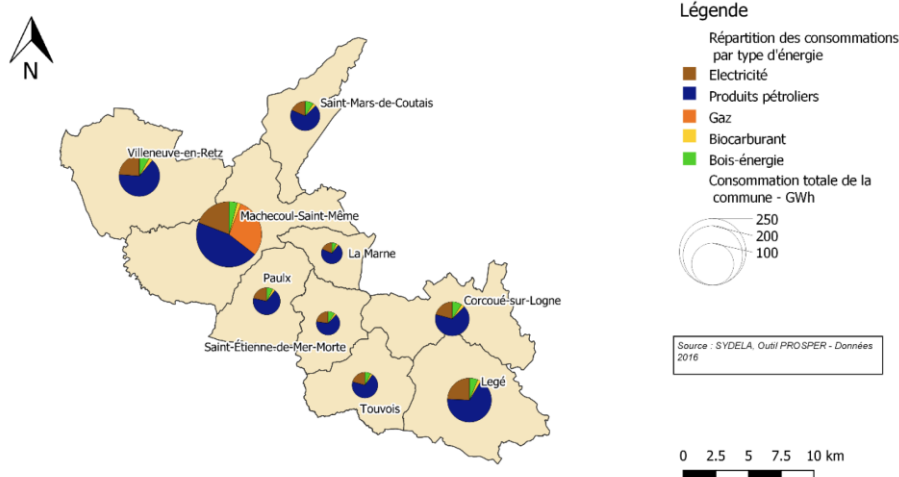 N
Saint-Mars-de-Coutais
Villeneuve-en-Retz
Machecoul-Saint-Même
La Marne
Paulx
Corcoué-sur-Logne
Saint-Étienne-de-Mer-Morte
Legé
Touvois
Légende
Répartition des consommations
par type d'énergie
Electricité
Produits pétroliers
Gaz
Biocarburant
Bois-énergie
Consommation totale de la
commune - GWh
250
200
100
Source : SYDELA, Outil PROSPER - Données
2016
0 2.5 5 7.5 10 km